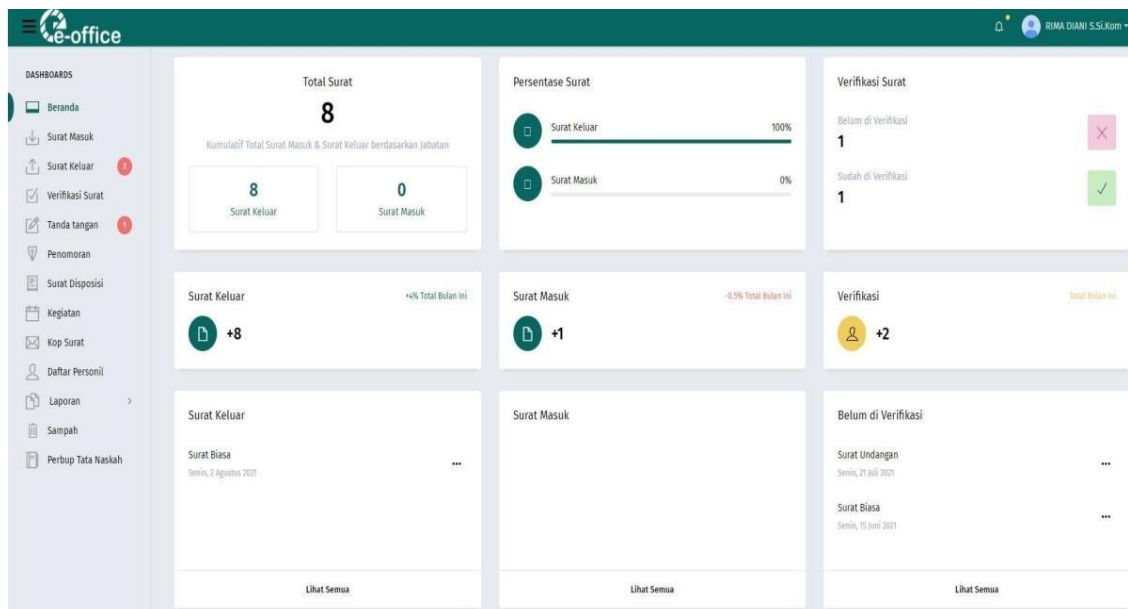 e-office
RIMA DIANI S.Si.Kom
DASHBOARDS
Beranda
Surat Masuk
Surat Keluar 2
Verifikasi Surat
Tanda tangan 1
Penomoran
Surat Disposisi
Kegiatan
Kop Surat
Daftar Personil
Laporan
Sampah
Perbup Tata Naskah
Total Surat
8
Kumulatif Total Surat Masuk & Surat Keluar berdasarkan Jabatan
8
Surat Keluar
0
Surat Masuk
Persentase Surat
Surat Keluar 100%
Surat Masuk 0%
Verifikasi Surat
Belum di Verifikasi
1
Sudah di Verifikasi
1
Surat Keluar +4% Total Bulan Ini
+8
Surat Masuk -0.5% Total Bulan Ini
+1
Verifikasi Total Bulan Ini
+2
Surat Keluar
Surat Biasa
Senin, 2 Agustus 2021
Lihat Semua
Surat Masuk
Lihat Semua
Belum di Verifikasi
Surat Undangan
Senin, 21 Juli 2021
Surat Biasa
Senin, 15 Juni 2021
Lihat Semua